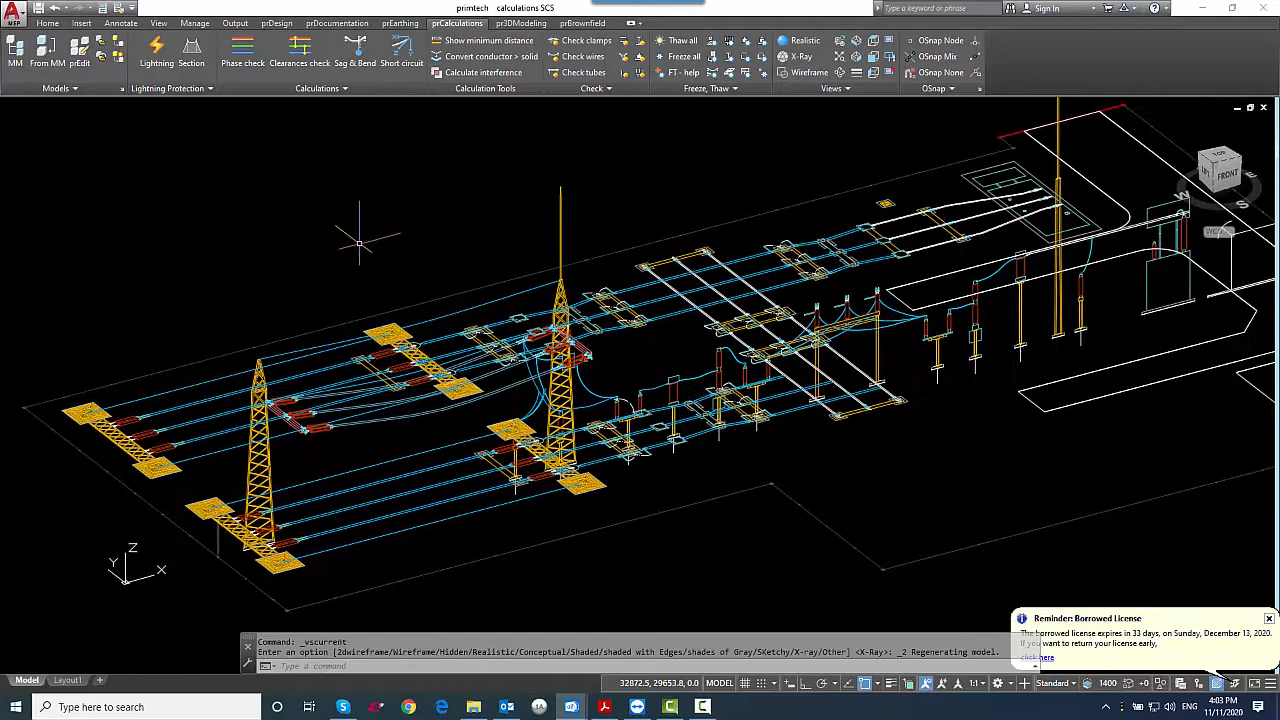 primtech - calculations SCS
Type a keyword or phrase
Sign In
MEP
Home Insert Annotate View Manage Output prDesign prDocumentation prEarthing prCalculations pr3DModeling prBrownfield
MM From MM prEdit
Lightning Section
Phase check Clearances check Sag & Bend Short circuit
Show minimum distance
Convert conductor > solid
Calculate interference
Check clamps
Check wires
Check tubes
Thaw all
Freeze all
FT - help
Realistic
X-Ray
Wireframe
OSnap Node
OSnap Mix
OSnap None
Models Lightning Protection Calculations Calculation Tools Check Freeze, Thaw Views OSnap
TOP
FRONT
W
S
E
Z
Y
X
Reminder: Borrowed License
The borrowed license expires in 33 days, on Sunday, December 13, 2020.
If you want to return your license early,
click here
Command: _vscurrent
Enter an option [2dwireframe/Wireframe/Hidden/Realistic/Conceptual/Shaded/shaded with Edges/shades of Gray/SKetchy/X-ray/Other] <X-Ray>: _2 Regenerating model.
Type a command
Model Layout1 +
32872.5, 29653.8, 0.0 MODEL 1:1 Standard 1400 +0
Type here to search
ENG
4:03 PM
11/11/2020